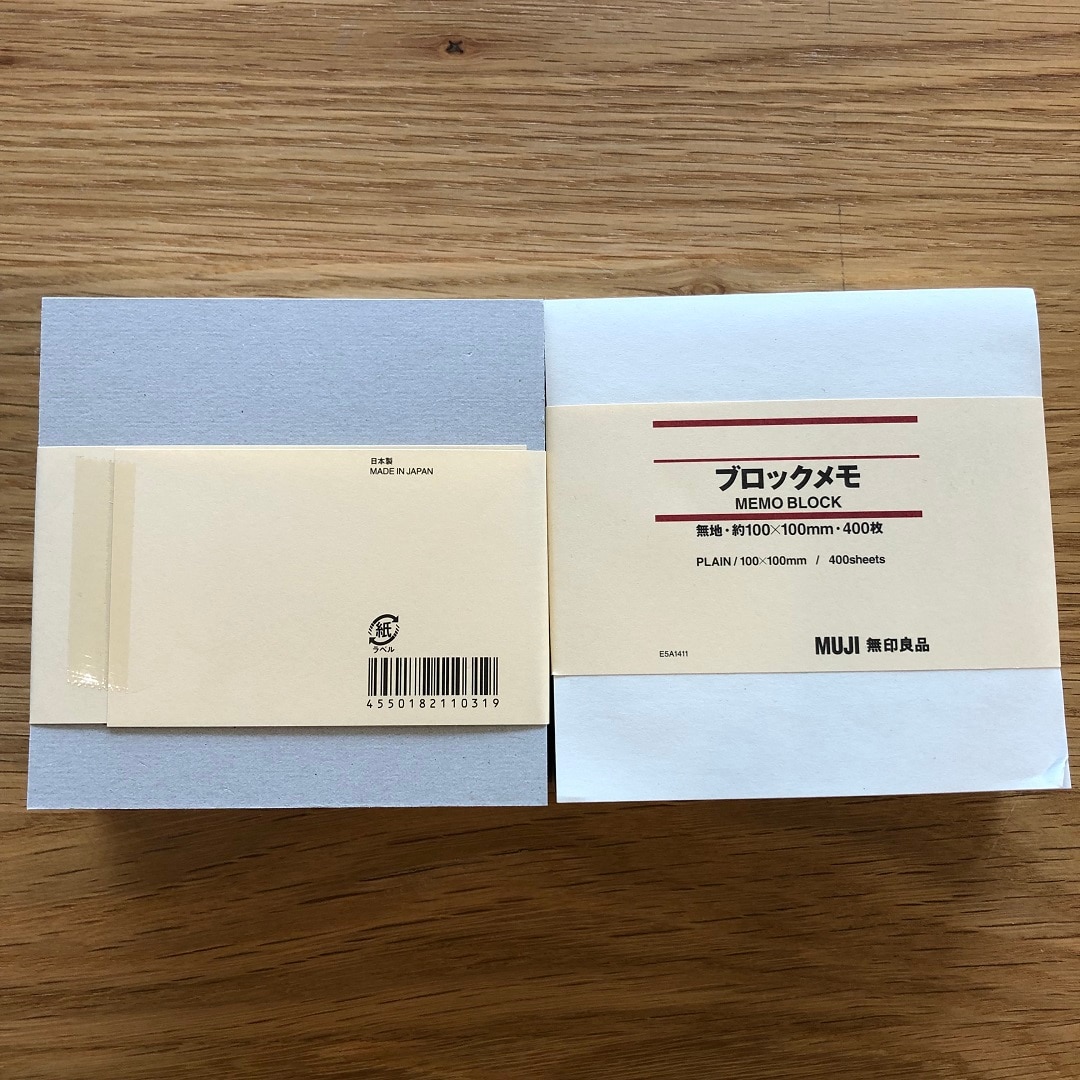 日本製
MADE IN JAPAN
紙
ラベル
4550182110319
ブロックメモ
MEMO BLOCK
無地・約100×100mm・400枚
PLAIN / 100×100mm / 400sheets
E5A1411
MUJI 無印良品